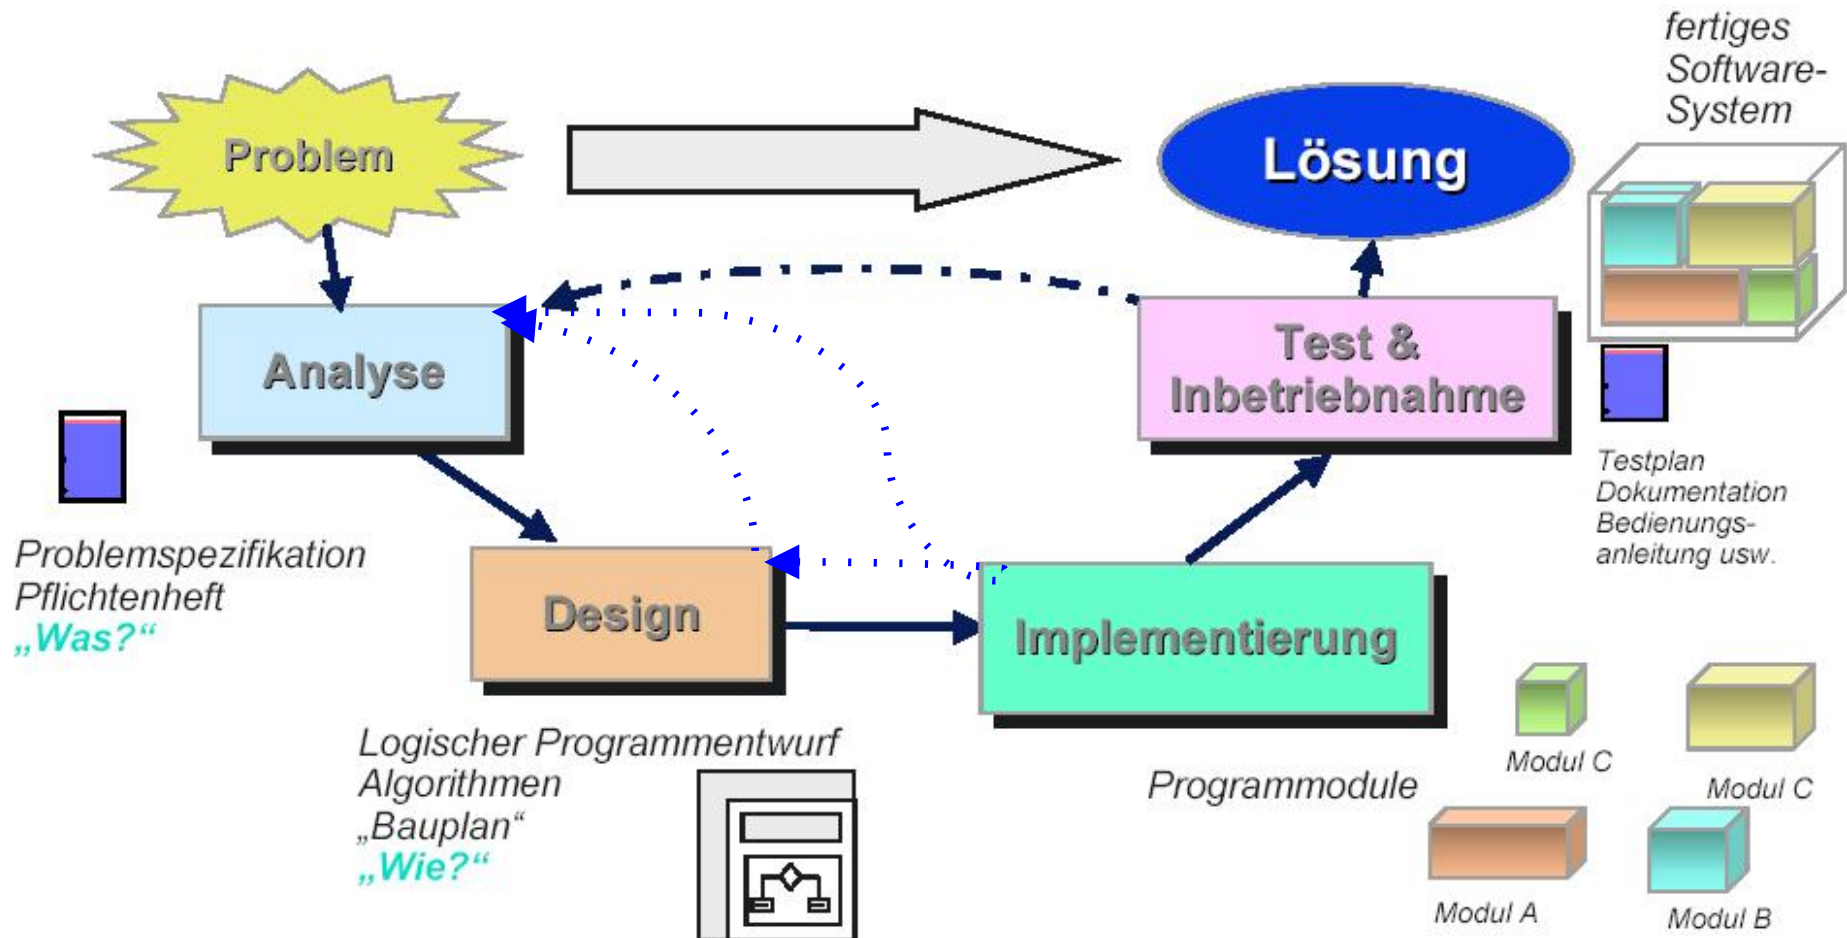 fertiges
Software-
System
Problem
Lösung
Analyse
Test &
Inbetriebnahme
Testplan
Dokumentation
Bedienungs-
anleitung usw.
Problemspezifikation
Pflichtenheft
„Was?“
Design
Implementierung
Logischer Programmentwurf
Algorithmen
„Bauplan“
„Wie?“
Programmodule
Modul C
Modul C
Modul A
Modul B